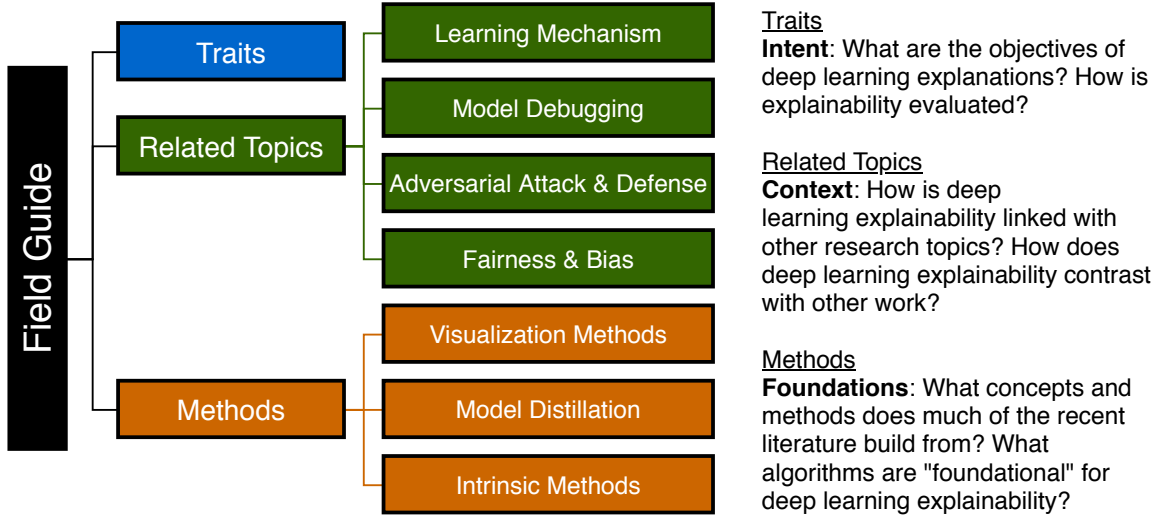 Field Guide
Traits
Related Topics
Methods
Learning Mechanism
Model Debugging
Adversarial Attack & Defense
Fairness & Bias
Visualization Methods
Model Distillation
Intrinsic Methods
Traits
Intent: What are the objectives of
deep learning explanations? How is
explainability evaluated?
Related Topics
Context: How is deep
learning explainability linked with
other research topics? How does
deep learning explainability contrast
with other work?
Methods
Foundations: What concepts and
methods does much of the recent
literature build from? What
algorithms are "foundational" for
deep learning explainability?